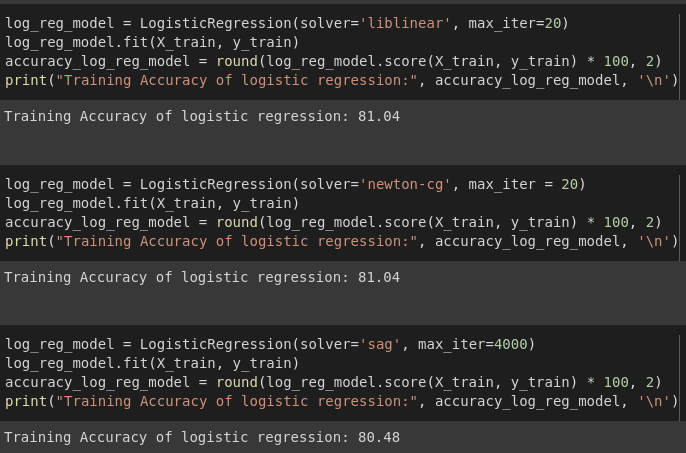 log_reg_model = LogisticRegression(solver='liblinear', max_iter=20)
log_reg_model.fit(X_train, y_train)
accuracy_log_reg_model = round(log_reg_model.score(X_train, y_train) * 100, 2)
print("Training Accuracy of logistic regression:", accuracy_log_reg_model, '\n')
Training Accuracy of logistic regression: 81.04
log_reg_model = LogisticRegression(solver='newton-cg', max_iter = 20)
log_reg_model.fit(X_train, y_train)
accuracy_log_reg_model = round(log_reg_model.score(X_train, y_train) * 100, 2)
print("Training Accuracy of logistic regression:", accuracy_log_reg_model, '\n')
Training Accuracy of logistic regression: 81.04
log_reg_model = LogisticRegression(solver='sag', max_iter=4000)
log_reg_model.fit(X_train, y_train)
accuracy_log_reg_model = round(log_reg_model.score(X_train, y_train) * 100, 2)
print("Training Accuracy of logistic regression:", accuracy_log_reg_model, '\n')
Training Accuracy of logistic regression: 80.48